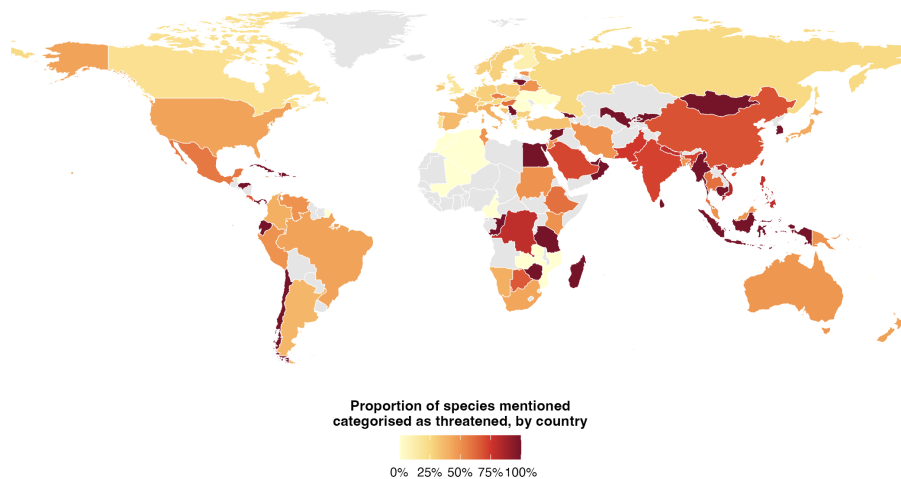 Proportion of species mentioned
categorised as threatened, by country
0% 25% 50% 75% 100%